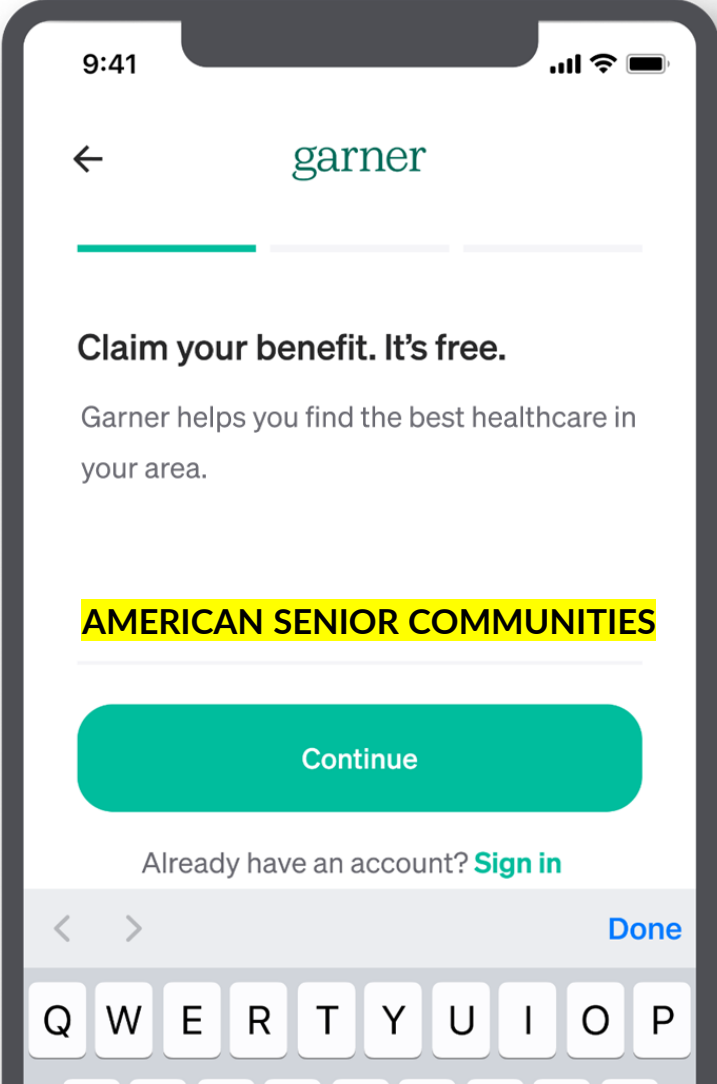 9:41
garner
Claim your benefit. It’s free.
Garner helps you find the best healthcare in
your area.
AMERICAN SENIOR COMMUNITIES
Continue
Already have an account? Sign in
Done
Q W E R T Y U I O P